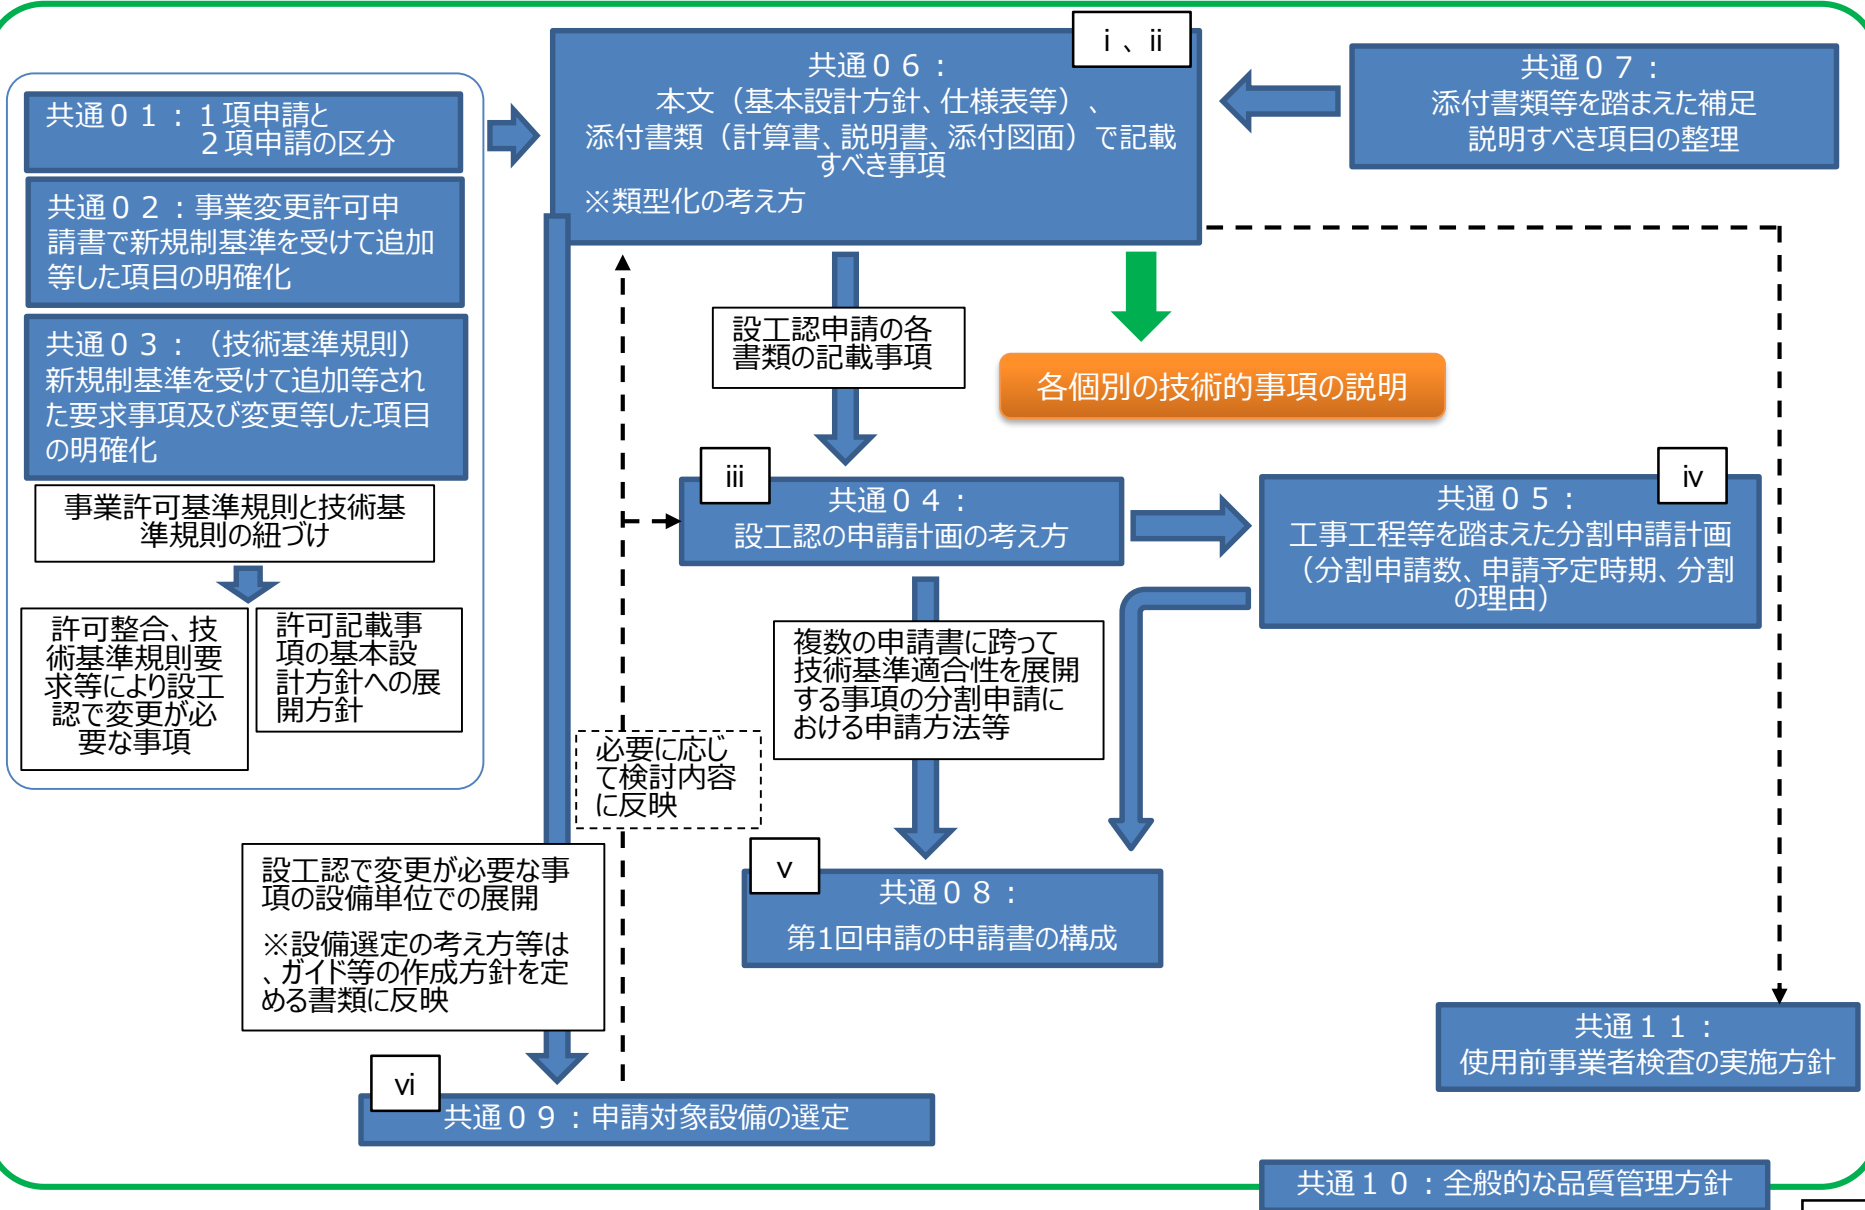 共通０１：１項申請と
２項申請の区分
共通０２：事業変更許可申
請書で新規制基準を受けて追加
等した項目の明確化
共通０３：（技術基準規則）
新規制基準を受けて追加等され
た要求事項及び変更等した項目
の明確化
事業許可基準規則と技術基
準規則の紐づけ
許可整合、技
術基準規則要
求等により設工
認で変更が必
要な事項
許可記載事
項の基本設
計方針への展
開方針
ⅰ、ⅱ
共通０６：
本文（基本設計方針、仕様表等）、
添付書類（計算書、説明書、添付図面）で記載
すべき事項
※類型化の考え方
共通０７：
添付書類等を踏まえた補足
説明すべき項目の整理
設工認申請の各
書類の記載事項
各個別の技術的事項の説明
ⅲ
共通０４：
設工認の申請計画の考え方
ⅳ
共通０５：
工事工程等を踏まえた分割申請計画
（分割申請数、申請予定時期、分割
の理由）
複数の申請書に跨って
技術基準適合性を展開
する事項の分割申請に
おける申請方法等
必要に応じ
て検討内容
に反映
設工認で変更が必要な事
項の設備単位での展開
※設備選定の考え方等は
、ガイド等の作成方針を定
める書類に反映
ⅴ
共通０８：
第1回申請の申請書の構成
ⅵ
共通０９：申請対象設備の選定
共通１１：
使用前事業者検査の実施方針
共通１０：全般的な品質管理方針